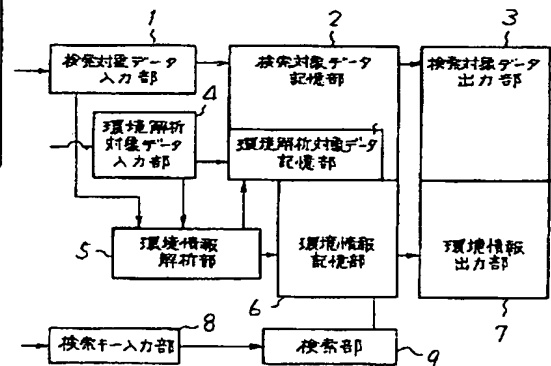 1
2
3
検索対象データ
入力部
検索対象データ
記憶部
検索対象データ
出力部
4
環境解析
対象データ
入力部
環境解析対象データ
記憶部
5
環境情報
解析部
環境情報
記憶部
環境情報
出力部
6
7
8
検索キー入力部
検索部
9